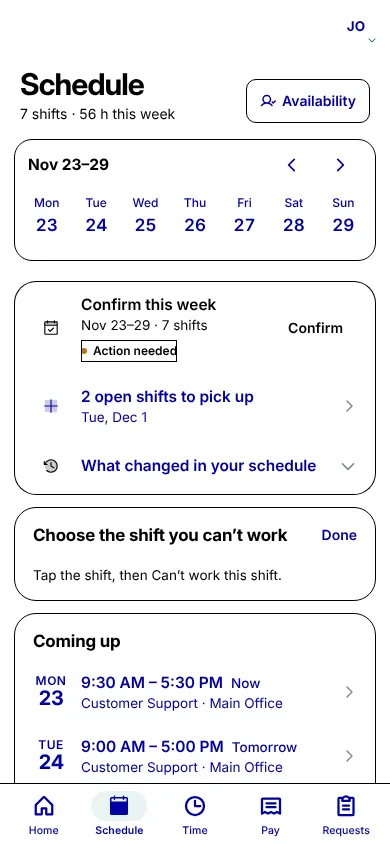 JO
Schedule
7 shifts · 56 h this week
Availability
Nov 23–29
Mon Tue Wed Thu Fri Sat Sun
23 24 25 26 27 28 29
Confirm this week
Nov 23–29 · 7 shifts
Confirm
Action needed
2 open shifts to pick up
Tue, Dec 1
What changed in your schedule
Choose the shift you can’t work
Done
Tap the shift, then Can’t work this shift.
Coming up
MON
23
9:30 AM – 5:30 PM Now
Customer Support · Main Office
TUE
24
9:00 AM – 5:00 PM Tomorrow
Customer Support · Main Office
Home Schedule Time Pay Requests